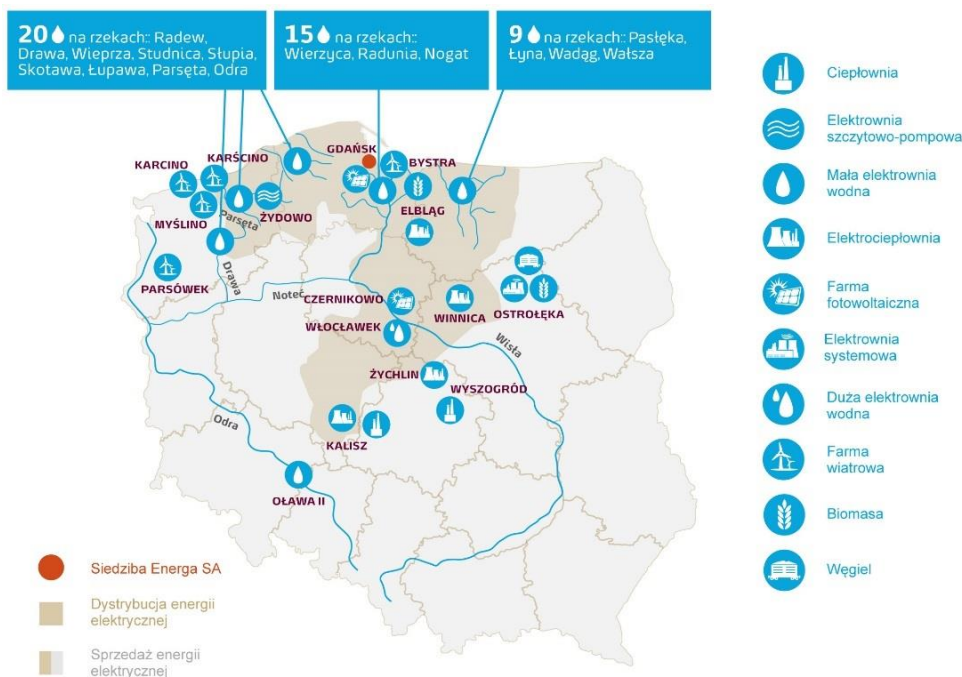 20 na rzekach:: Radew,
Drawa, Wieprza, Studnica, Słupia,
Skotawa, Łupawa, Parsęta, Odra
15 na rzekach::
Wierzyca, Radunia, Nogat
9 na rzekach:: Pasłęka,
Łyna, Wadąg, Wałsza
GDAŃSK
KARCINO
KARŚCINO
BYSTRA
MYŚLINO
Parsęta
ŻYDOWO
ELBLĄG
PARSÓWEK
Drawa
Noteć
CZERNIKOWO
WINNICA
OSTROŁĘKA
WŁOCŁAWEK
Wisła
ŻYCHLIN
WYSZOGRÓD
Odra
KALISZ
OŁAWA II
Ciepłownia
Elektrownia
szczytowo-pompowa
Mała elektrownia
wodna
Elektrociepłownia
Farma
fotowoltaiczna
Elektrownia
systemowa
Duża elektrownia
wodna
Farma
wiatrowa
Biomasa
Węgiel
Siedziba Energa SA
Dystrybucja energii
elektrycznej
Sprzedaż energii
elektrycznej